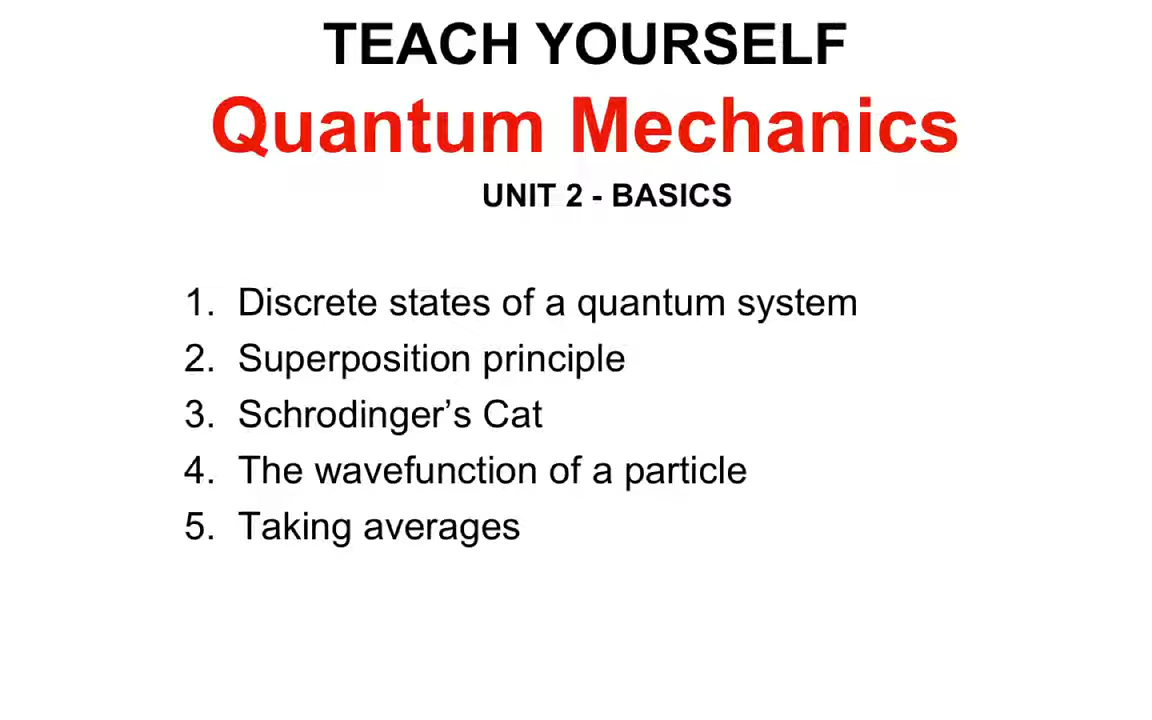 TEACH YOURSELF
Quantum Mechanics
UNIT 2 - BASICS
1. Discrete states of a quantum system
2. Superposition principle
3. Schrodinger’s Cat
4. The wavefunction of a particle
5. Taking averages